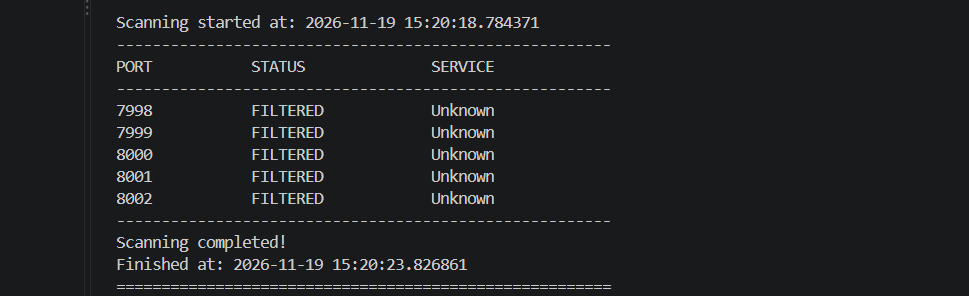 Scanning started at: 2026-11-19 15:20:18.784371
-------------------------------------------------------
PORT           STATUS              SERVICE
-------------------------------------------------------
7998           FILTERED            Unknown
7999           FILTERED            Unknown
8000           FILTERED            Unknown
8001           FILTERED            Unknown
8002           FILTERED            Unknown
-------------------------------------------------------
Scanning completed!
Finished at: 2026-11-19 15:20:23.826861
=======================================================